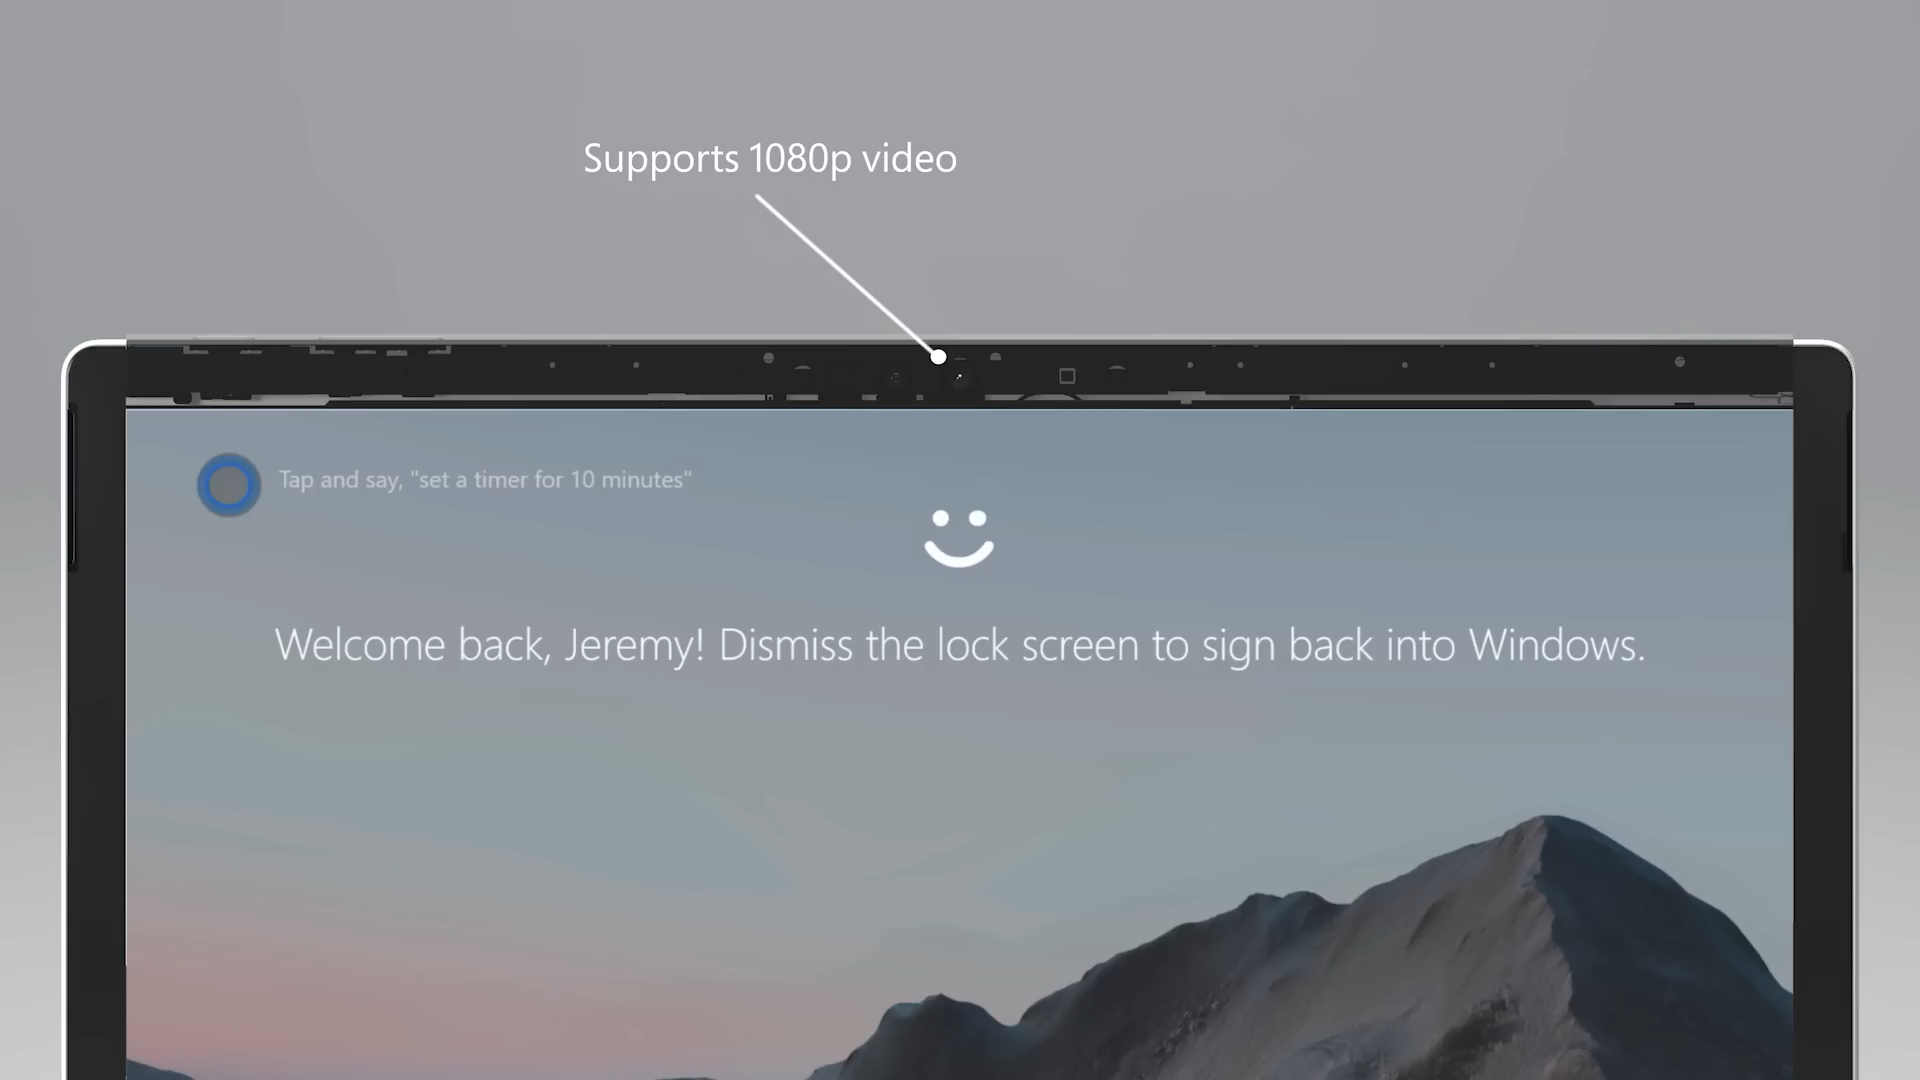 Supports 1080p video
Tap and say, "set a timer for 10 minutes"
Welcome back, Jeremy! Dismiss the lock screen to sign back into Windows.